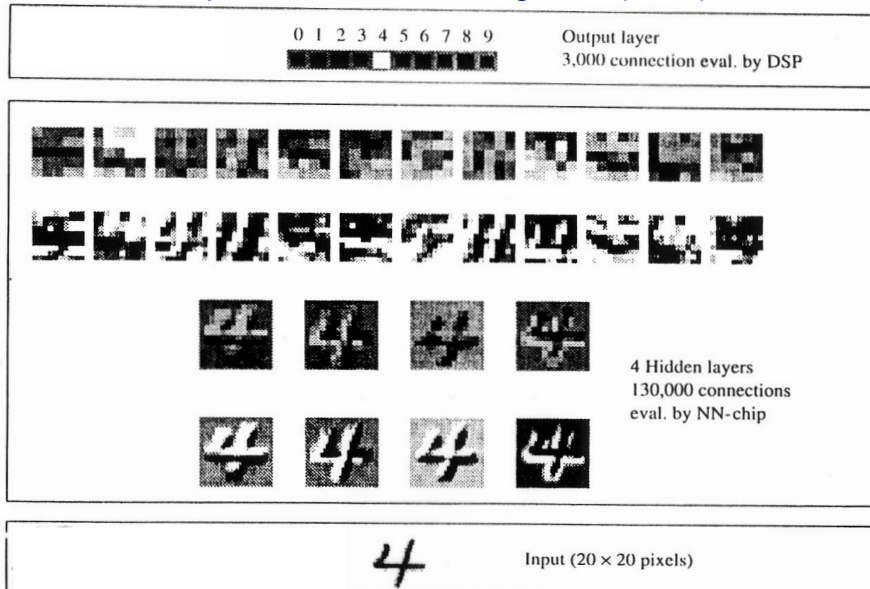 0 1 2 3 4 5 6 7 8 9
Output layer
3,000 connection eval. by DSP
4 Hidden layers
130,000 connections
eval. by NN-chip
4
Input (20 × 20 pixels)